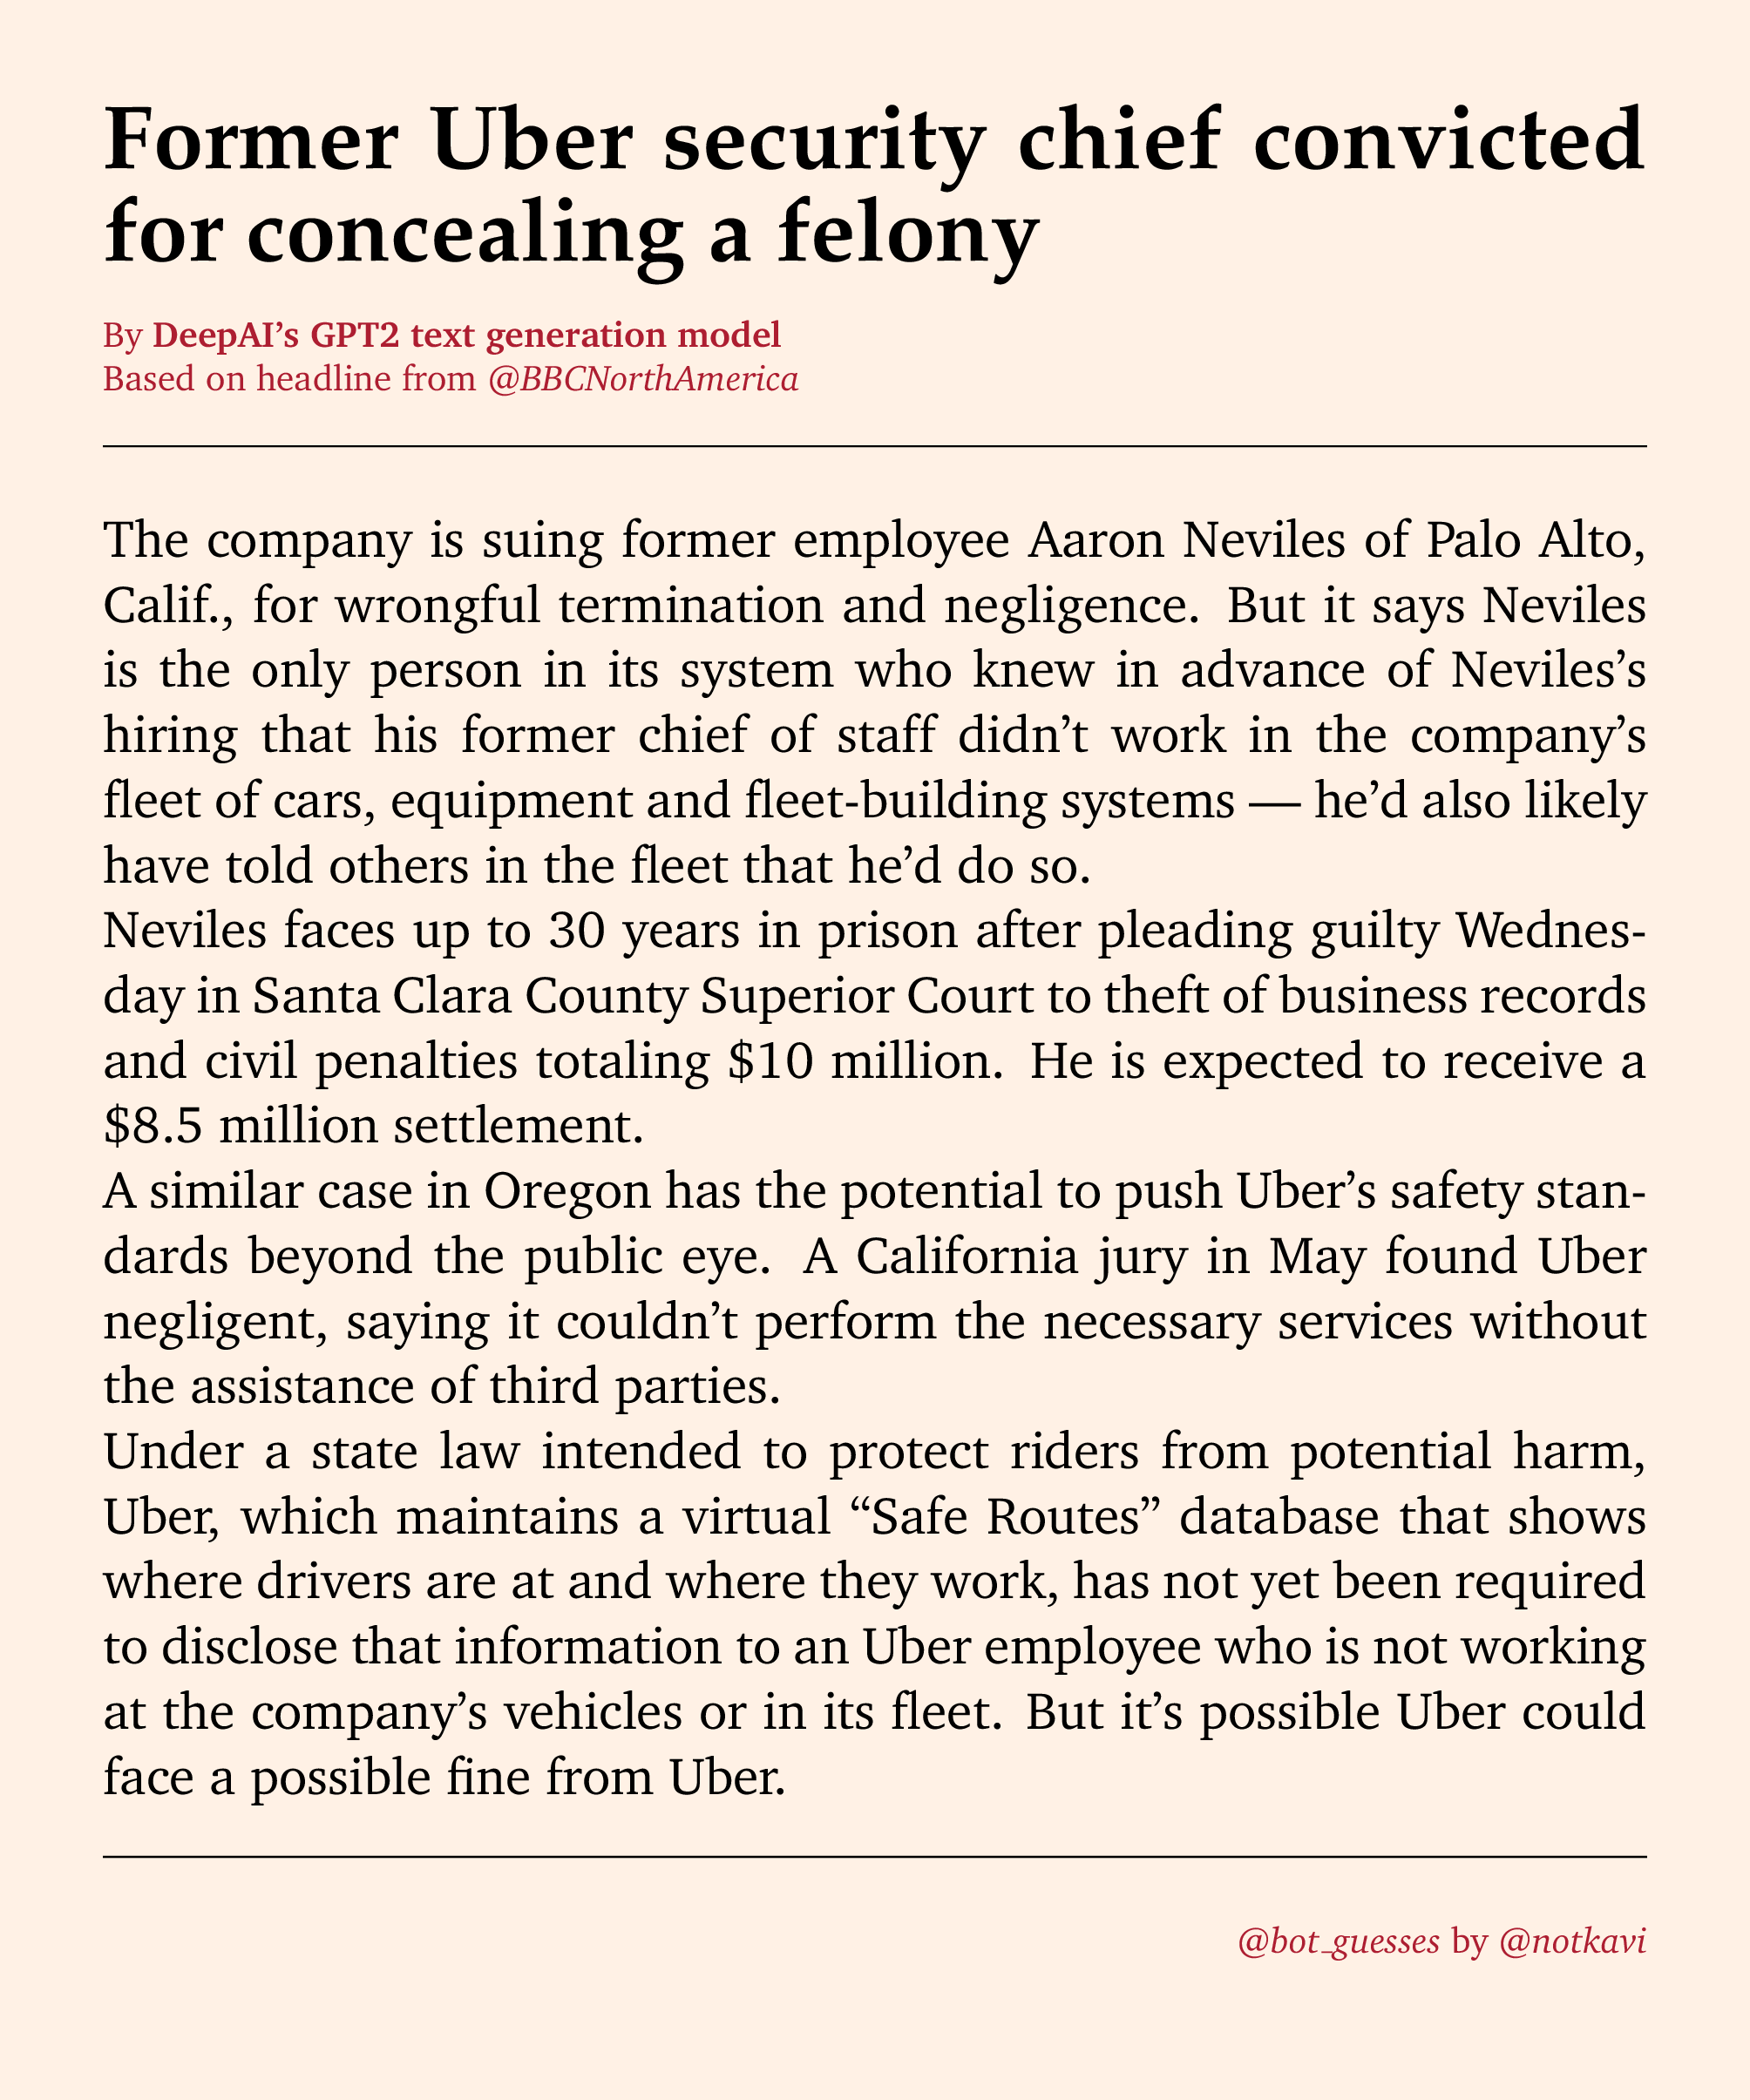 Former Uber security chief convicted
for concealing a felony
By DeepAI’s GPT2 text generation model
Based on headline from @BBCNorthAmerica
The company is suing former employee Aaron Neviles of Palo Alto,
Calif., for wrongful termination and negligence. But it says Neviles
is the only person in its system who knew in advance of Neviles’s
hiring that his former chief of staff didn’t work in the company’s
fleet of cars, equipment and fleet-building systems — he’d also likely
have told others in the fleet that he’d do so.
Neviles faces up to 30 years in prison after pleading guilty Wednes-
day in Santa Clara County Superior Court to theft of business records
and civil penalties totaling $10 million. He is expected to receive a
$8.5 million settlement.
A similar case in Oregon has the potential to push Uber’s safety stan-
dards beyond the public eye. A California jury in May found Uber
negligent, saying it couldn’t perform the necessary services without
the assistance of third parties.
Under a state law intended to protect riders from potential harm,
Uber, which maintains a virtual “Safe Routes” database that shows
where drivers are at and where they work, has not yet been required
to disclose that information to an Uber employee who is not working
at the company’s vehicles or in its fleet. But it’s possible Uber could
face a possible fine from Uber.
@bot_guesses by @notkavi